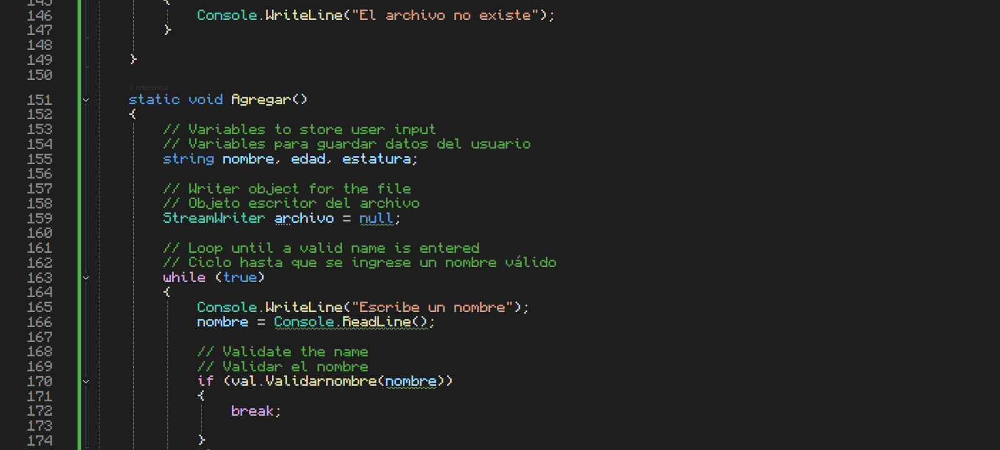 145 {
146 Console.WriteLine("El archivo no existe");
147 }
148
149 }
150
1 referencia
151 static void Agregar()
152 {
153 // Variables to store user input
154 // Variables para guardar datos del usuario
155 string nombre, edad, estatura;
156
157 // Writer object for the file
158 // Objeto escritor del archivo
159 StreamWriter archivo = null;
160
161 // Loop until a valid name is entered
162 // Ciclo hasta que se ingrese un nombre válido
163 while (true)
164 {
165 Console.WriteLine("Escribe un nombre");
166 nombre = Console.ReadLine();
167
168 // Validate the name
169 // Validar el nombre
170 if (val.Validarnombre(nombre))
171 {
172 break;
173
174 }